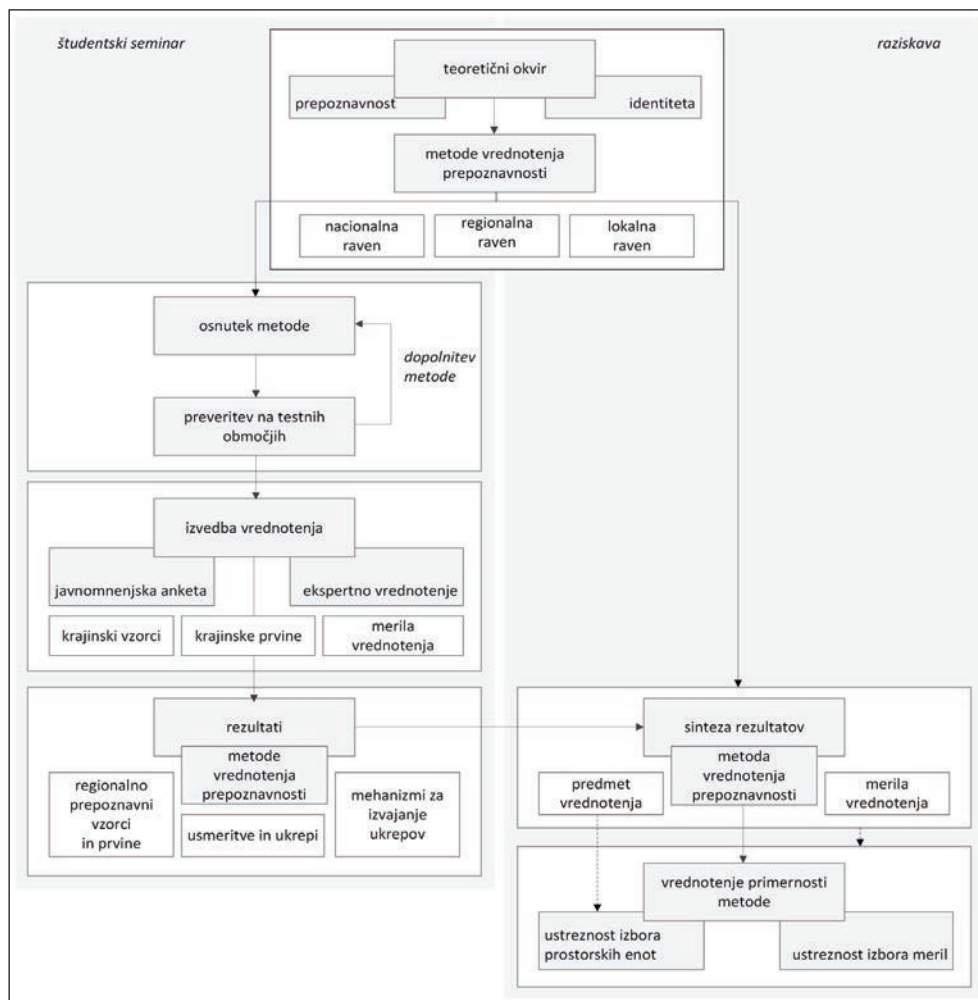 študentski seminar
raziskava
teoretični okvir
prepoznavnost
identiteta
metode vrednotenja
prepoznavnosti
nacionalna
raven
regionalna
raven
lokalna
raven
osnutek metode
dopolnitev
metode
preveritev na testnih
območjih
izvedba vrednotenja
javnomnenjska anketa
ekspertno vrednotenje
krajinski vzorci
krajinske prvine
merila
vrednotenja
rezultati
metode
vrednotenja
prepoznavnosti
regionalno
prepoznavni
vzorci
in prvine
usmeritve in ukrepi
mehanizmi za
izvajanje
ukrepov
sinteza rezultatov
predmet
vrednotenja
metoda
vrednotenja
prepoznavnosti
merila
vrednotenja
vrednotenje primernosti
metode
ustreznost izbora
prostorskih enot
ustreznost izbora meril